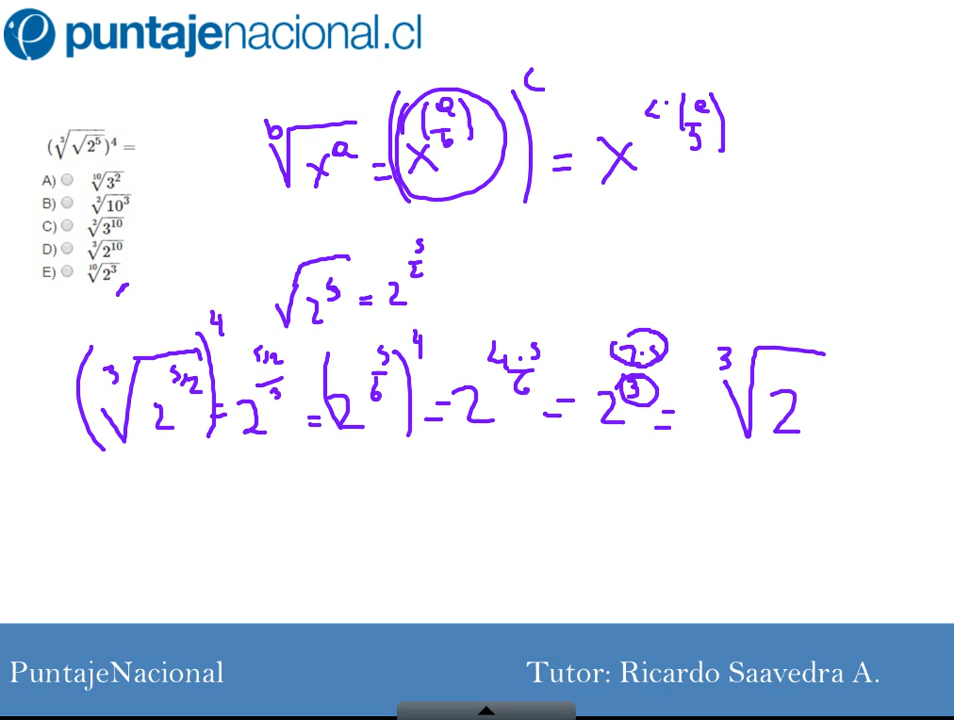 puntajenacional.cl
(∛√2⁵)⁴ =
A) ¹⁰√3²
B) ²√10³
C) ²√3¹⁰
D) ³√2¹⁰
E) ¹⁰√2³
ᵇ√xᵃ = (x^(a/b))^c = x^(c·(a/b))
√2⁵ = 2^(5/2)
(³√2^(5/2))⁴ = 2^((5/2)/3) = (2^(5/6))⁴ = 2^(4·5/6) = 2^(2·5/3) = ³√2
PuntajeNacional
Tutor: Ricardo Saavedra A.